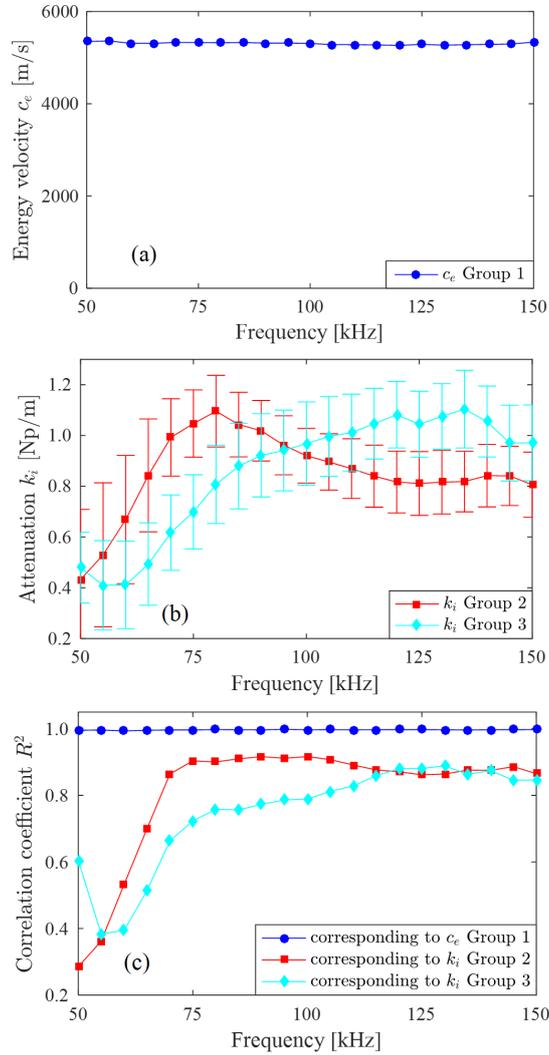 6000
4000
2000
0
Energy velocity c_e [m/s]
(a)
c_e Group 1
50 75 100 125 150
Frequency [kHz]
1.2
1.0
0.8
0.6
0.4
0.2
Attenuation k_i [Np/m]
(b)
k_i Group 2
k_i Group 3
50 75 100 125 150
Frequency [kHz]
1.0
0.8
0.6
0.4
0.2
Correlation coefficient R²
(c)
corresponding to c_e Group 1
corresponding to k_i Group 2
corresponding to k_i Group 3
50 75 100 125 150
Frequency [kHz]